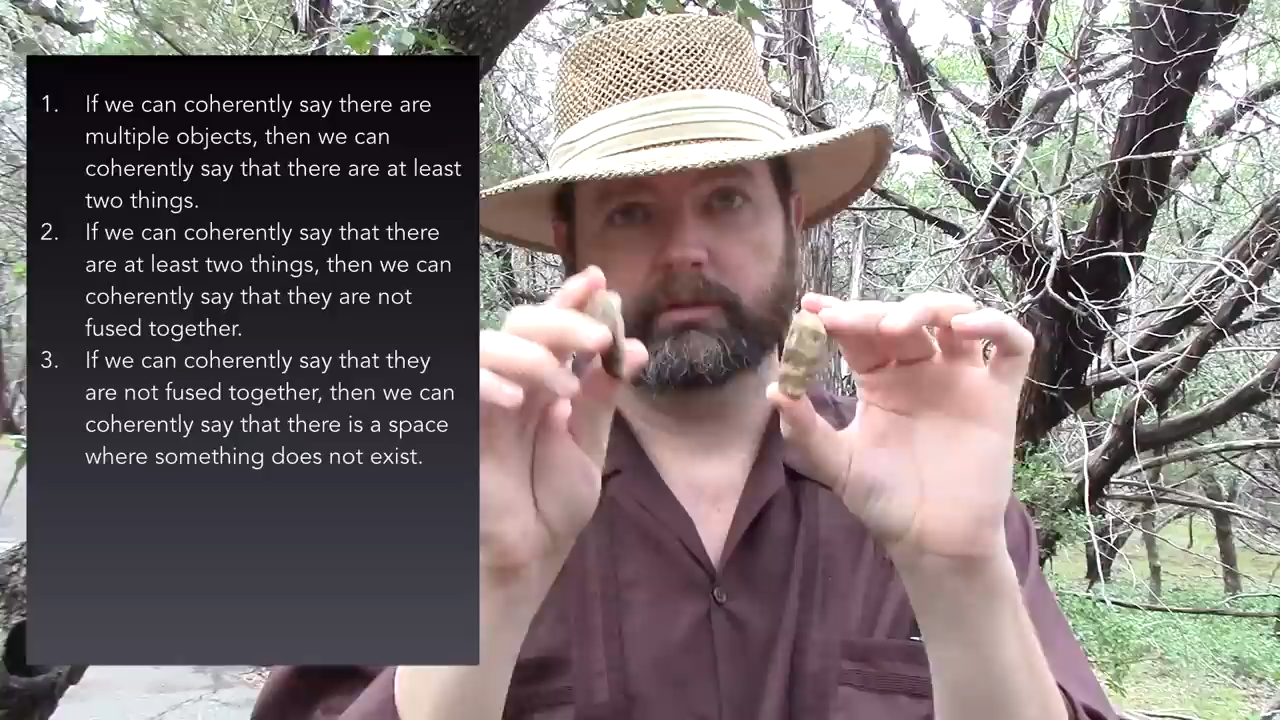 1. If we can coherently say there are
multiple objects, then we can
coherently say that there are at least
two things.
2. If we can coherently say that there
are at least two things, then we can
coherently say that they are not
fused together.
3. If we can coherently say that they
are not fused together, then we can
coherently say that there is a space
where something does not exist.